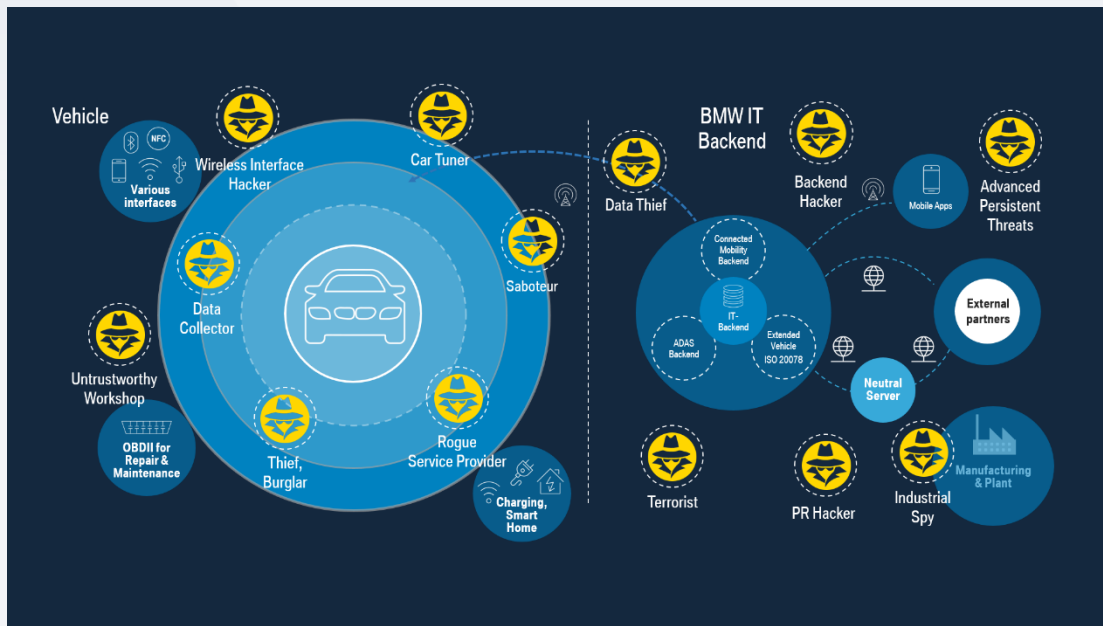 Vehicle
NFC
Various
interfaces
Wireless Interface
Hacker
Car Tuner
Data
Collector
Saboteur
Untrustworthy
Workshop
OBDII for
Repair &
Maintenance
Thief,
Burglar
Rogue
Service Provider
Charging,
Smart
Home
BMW IT
Backend
Data Thief
Backend
Hacker
Mobile Apps
Advanced
Persistent
Threats
Connected
Mobility
Backend
IT-
Backend
ADAS
Backend
Extended
Vehicle
ISO 20078
External
partners
Neutral
Server
Terrorist
PR Hacker
Industrial
Spy
Manufacturing
& Plant